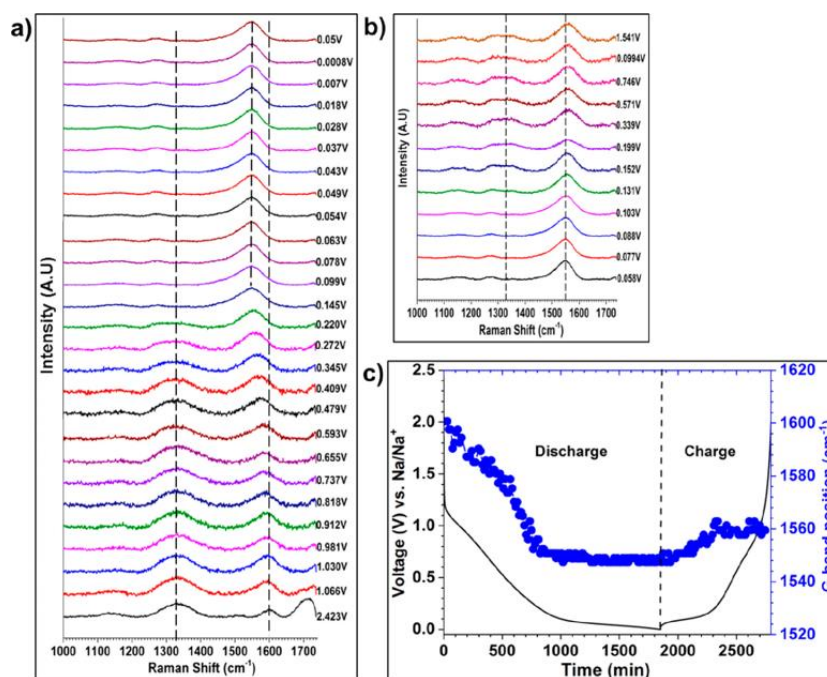 a)
0.05V
0.0008V
0.007V
0.018V
0.028V
0.037V
0.043V
0.049V
0.054V
0.063V
0.078V
0.099V
0.145V
0.220V
0.272V
0.345V
0.409V
0.479V
0.593V
0.655V
0.737V
0.818V
0.912V
0.981V
1.030V
1.066V
2.423V
Intensity (A.U)
1000 1100 1200 1300 1400 1500 1600 1700
Raman Shift (cm⁻¹)
b)
1.541V
0.0994V
0.746V
0.571V
0.339V
0.199V
0.152V
0.131V
0.103V
0.088V
0.077V
0.058V
Intensity (A.U)
1000 1100 1200 1300 1400 1500 1600 1700
Raman Shift (cm⁻¹)
c)
2.5
2.0
1.5
1.0
0.5
0.0
Voltage (V) vs. Na/Na⁺
Discharge
Charge
1620
1600
1580
1560
1540
1520
G-band position (cm⁻¹)
0 500 1000 1500 2000 2500
Time (min)